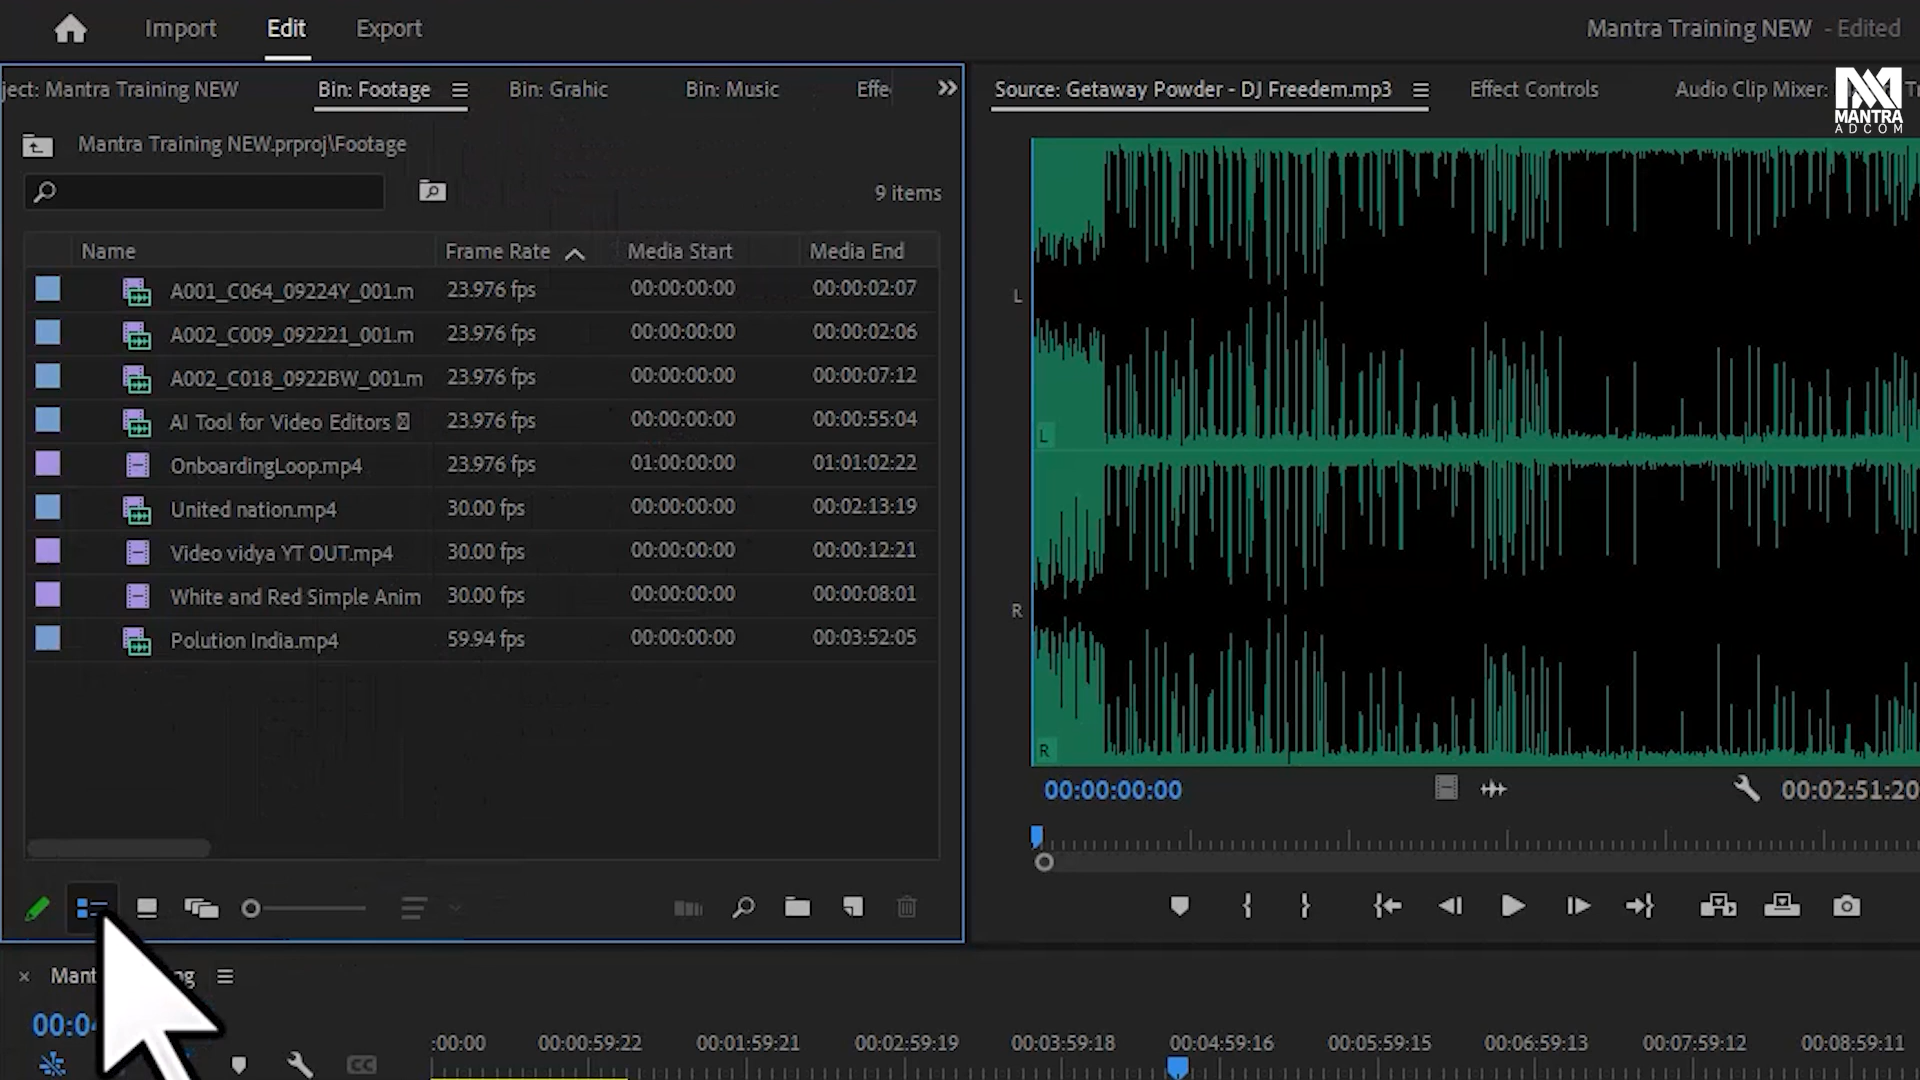 Import Edit Export Mantra Training NEW - Edited
ject: Mantra Training NEW Bin: Footage Bin: Grahic Bin: Music Effe Source: Getaway Powder - DJ Freedem.mp3 Effect Controls Audio Clip Mixer:
MANTRA
ADCOM
Mantra Training NEW.prproj\Footage
9 items
Name Frame Rate Media Start Media End
A001_C064_09224Y_001.m 23.976 fps 00:00:00:00 00:00:02:07
A002_C009_092221_001.m 23.976 fps 00:00:00:00 00:00:02:06
A002_C018_0922BW_001.m 23.976 fps 00:00:00:00 00:00:07:12
AI Tool for Video Editors 23.976 fps 00:00:00:00 00:00:55:04
OnboardingLoop.mp4 23.976 fps 01:00:00:00 01:01:02:22
United nation.mp4 30.00 fps 00:00:00:00 00:02:13:19
Video vidya YT OUT.mp4 30.00 fps 00:00:00:00 00:00:12:21
White and Red Simple Anim 30.00 fps 00:00:00:00 00:00:08:01
Polution India.mp4 59.94 fps 00:00:00:00 00:03:52:05
L
L
R
R
00:00:00:00 00:02:51:20
Mant ng
00:04
CC
:00:00 00:00:59:22 00:01:59:21 00:02:59:19 00:03:59:18 00:04:59:16 00:05:59:15 00:06:59:13 00:07:59:12 00:08:59:11